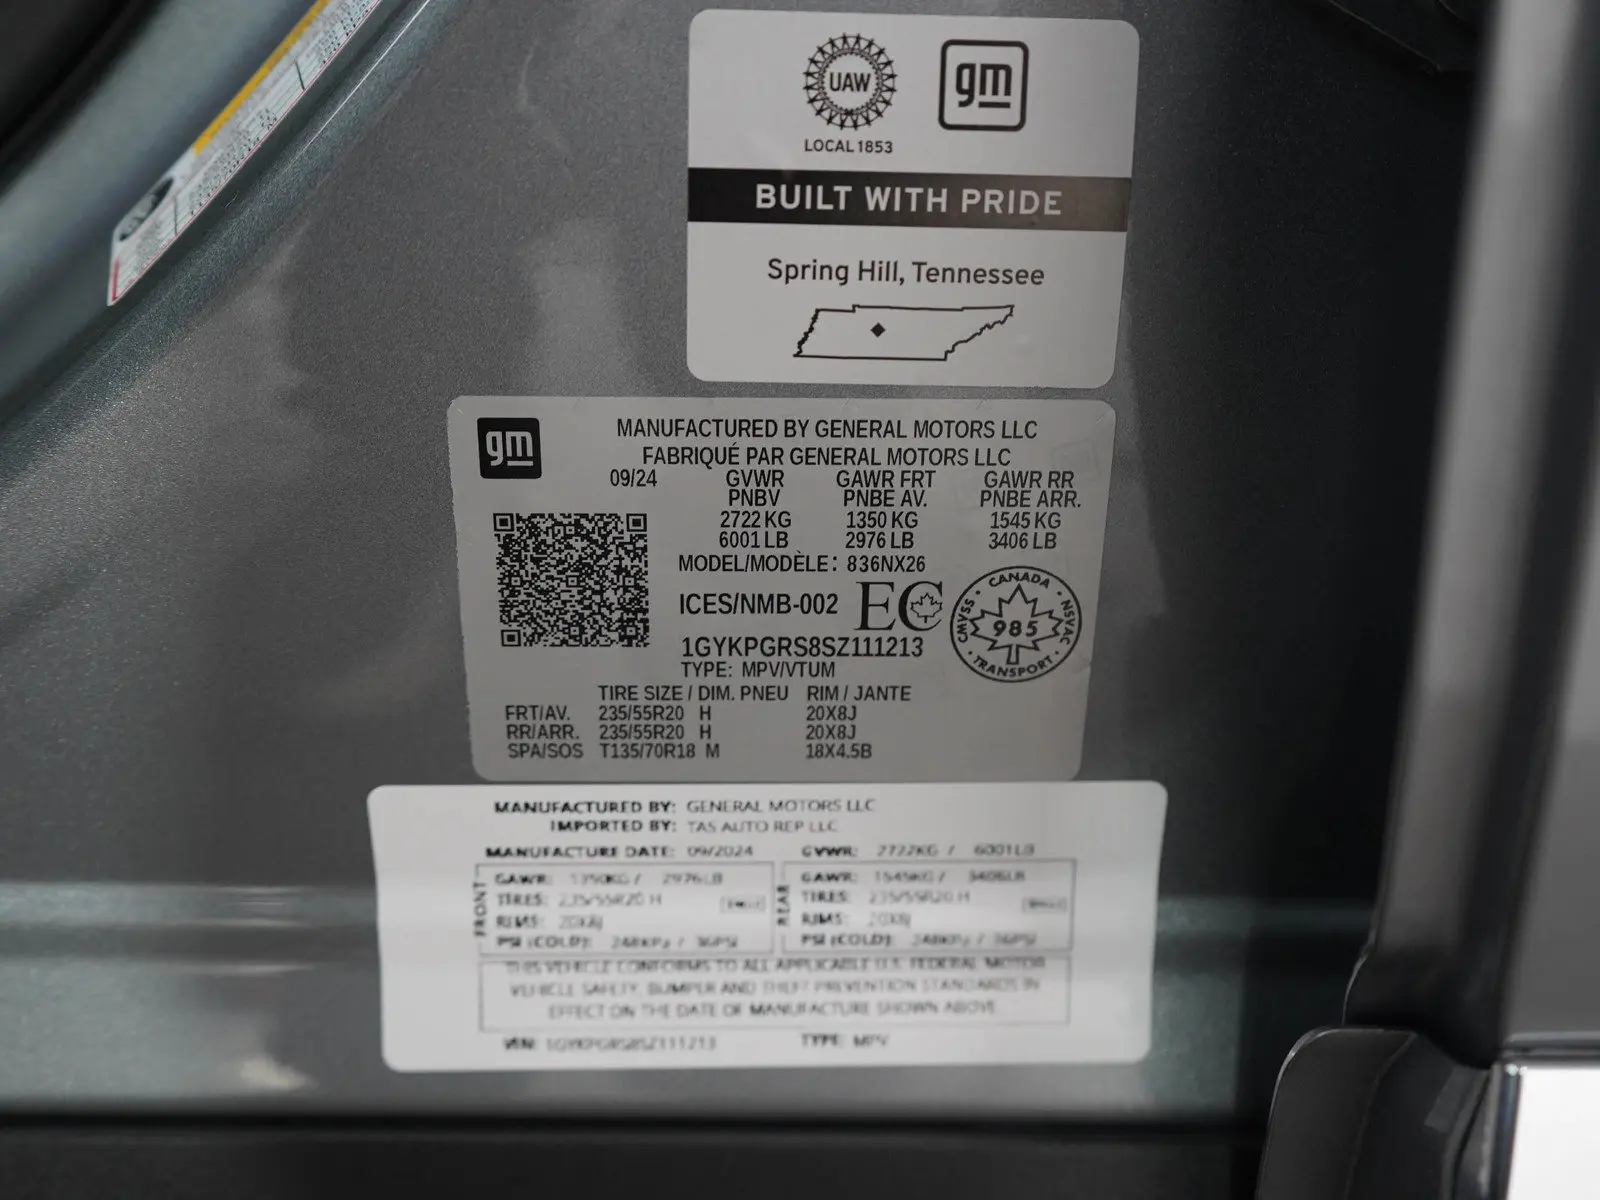 UAW
gm
LOCAL 1853
BUILT WITH PRIDE
Spring Hill, Tennessee
gm
MANUFACTURED BY GENERAL MOTORS LLC
FABRIQUÉ PAR GENERAL MOTORS LLC
09/24 GVWR GAWR FRT GAWR RR
PNBV PNBE AV. PNBE ARR.
2722 KG 1350 KG 1545 KG
6001 LB 2976 LB 3406 LB
MODEL/MODÈLE: 836NX26
ICES/NMB-002 EC
CANADA
CMVSS 985 NSVAC
TRANSPORT
1GYKPGRS8SZ111213
TYPE: MPV/VTUM
TIRE SIZE / DIM. PNEU RIM / JANTE
FRT/AV. 235/55R20 H 20X8J
RR/ARR. 235/55R20 H 20X8J
SPA/SOS T135/70R18 M 18X4.5B
MANUFACTURED BY: GENERAL MOTORS LLC
IMPORTED BY: TAS AUTO REP LLC
MANUFACTURE DATE: 09/2024 GVWR: 2722KG / 6001LB
FRONT
GAWR: 1350KG / 2976LB
TIRES: 235/55R20 H
RIMS: 20X8J
PSI (COLD): 248KPa / 36PSI
REAR
GAWR: 1545KG / 3406LB
TIRES: 235/55R20 H
RIMS: 20X8J
PSI (COLD): 248KPa / 36PSI
THIS VEHICLE CONFORMS TO ALL APPLICABLE U.S. FEDERAL MOTOR
VEHICLE SAFETY, BUMPER AND THEFT PREVENTION STANDARDS IN
EFFECT ON THE DATE OF MANUFACTURE SHOWN ABOVE
VIN: 1GYKPGRS8SZ111213 TYPE: MPV